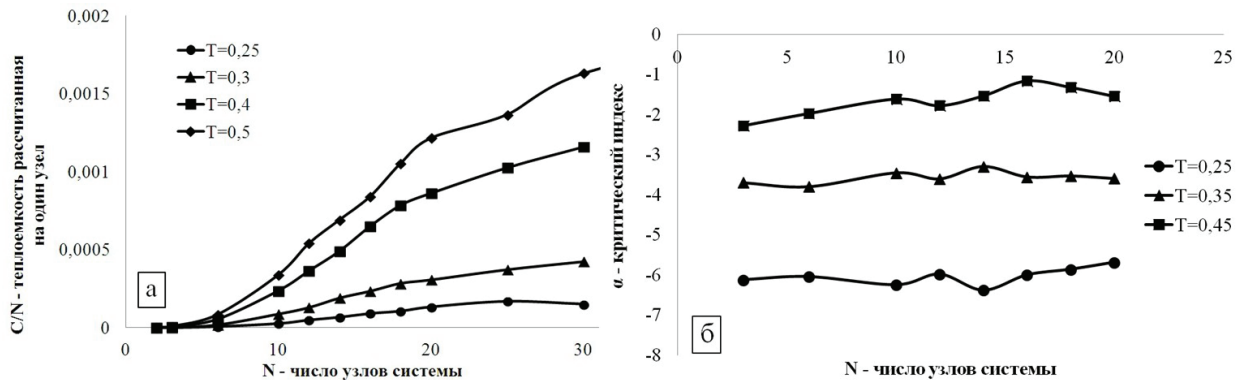 C/N - теплоемкость рассчитанная
на один узел
0,002
0,0015
0,001
0,0005
0
T=0,25
T=0,3
T=0,4
T=0,5
а
0
10
20
30
N - число узлов системы
α - критический индекс
0
-1
-2
-3
-4
-5
-6
-7
-8
0
5
10
15
20
25
T=0,25
T=0,35
T=0,45
б
N - число узлов системы